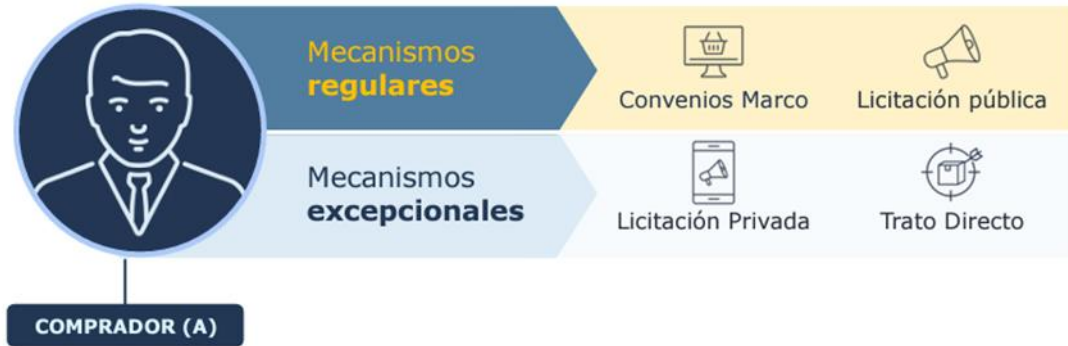 Mecanismos
regulares
Convenios Marco
Licitación pública
Mecanismos
excepcionales
Licitación Privada
Trato Directo
COMPRADOR (A)